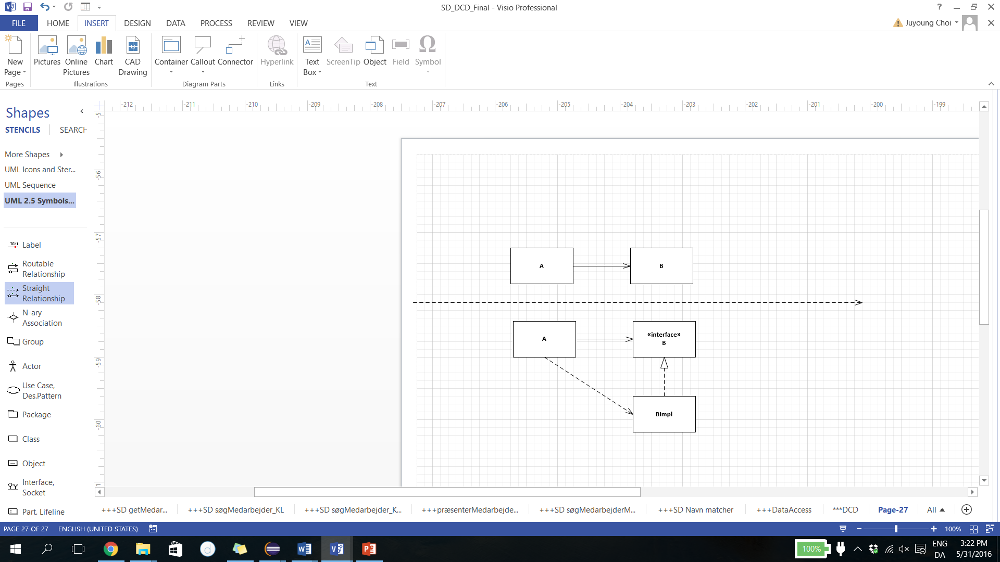 SD_DCD_Final - Visio Professional
FILE HOME INSERT DESIGN DATA PROCESS REVIEW VIEW
Juyoung Choi
New Page
Pictures
Online Pictures
Chart
CAD Drawing
Container
Callout
Connector
Hyperlink
Text Box
ScreenTip
Object
Field
Symbol
Pages
Illustrations
Diagram Parts
Links
Text
Shapes
STENCILS SEARCH
More Shapes
UML Icons and Ster...
UML Sequence
UML 2.5 Symbols...
TEXT Label
Routable
Relationship
Straight
Relationship
N-ary
Association
Group
Actor
Use Case,
Des.Pattern
Package
Class
Object
Interface,
Socket
Part, Lifeline
-212 -211 -210 -209 -208 -207 -206 -205 -204 -203 -202 -201 -200 -199
-5
-56
-57
-58
-59
-60
1
A B
A
«interface»
B
BImpl
+++SD getMedar... +++SD søgMedarbejder_KL +++SD søgMedarbejder_K... +++præsenterMedarbejde... +++SD søgMedarbejderM... +++SD Navn matcher +++DataAccess ***DCD Page-27 All
PAGE 27 OF 27 ENGLISH (UNITED STATES) 100%
100%
ENG
DA
3:22 PM
5/31/2016